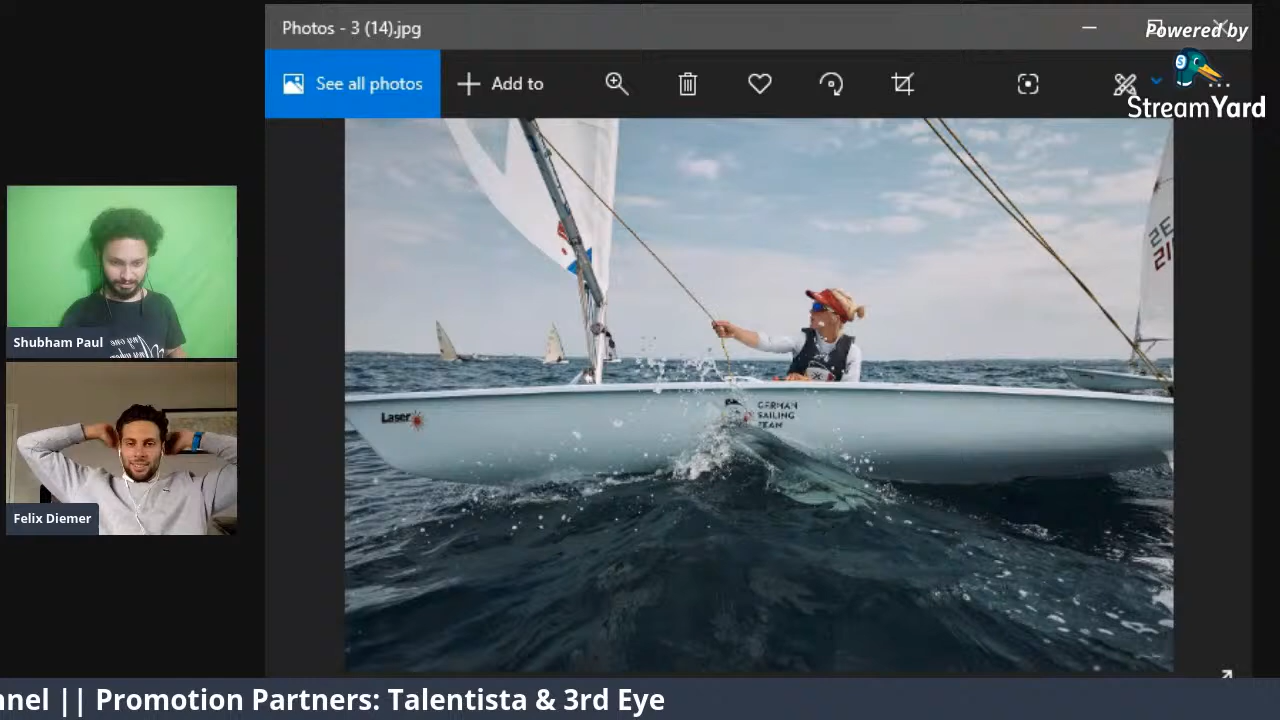 Photos - 3 (14).jpg
Powered by
See all photos
Add to
StreamYard
Laser
GERMAN
SAILING
TEAM
Shubham Paul
Felix Diemer
nnel || Promotion Partners: Talentista & 3rd Eye